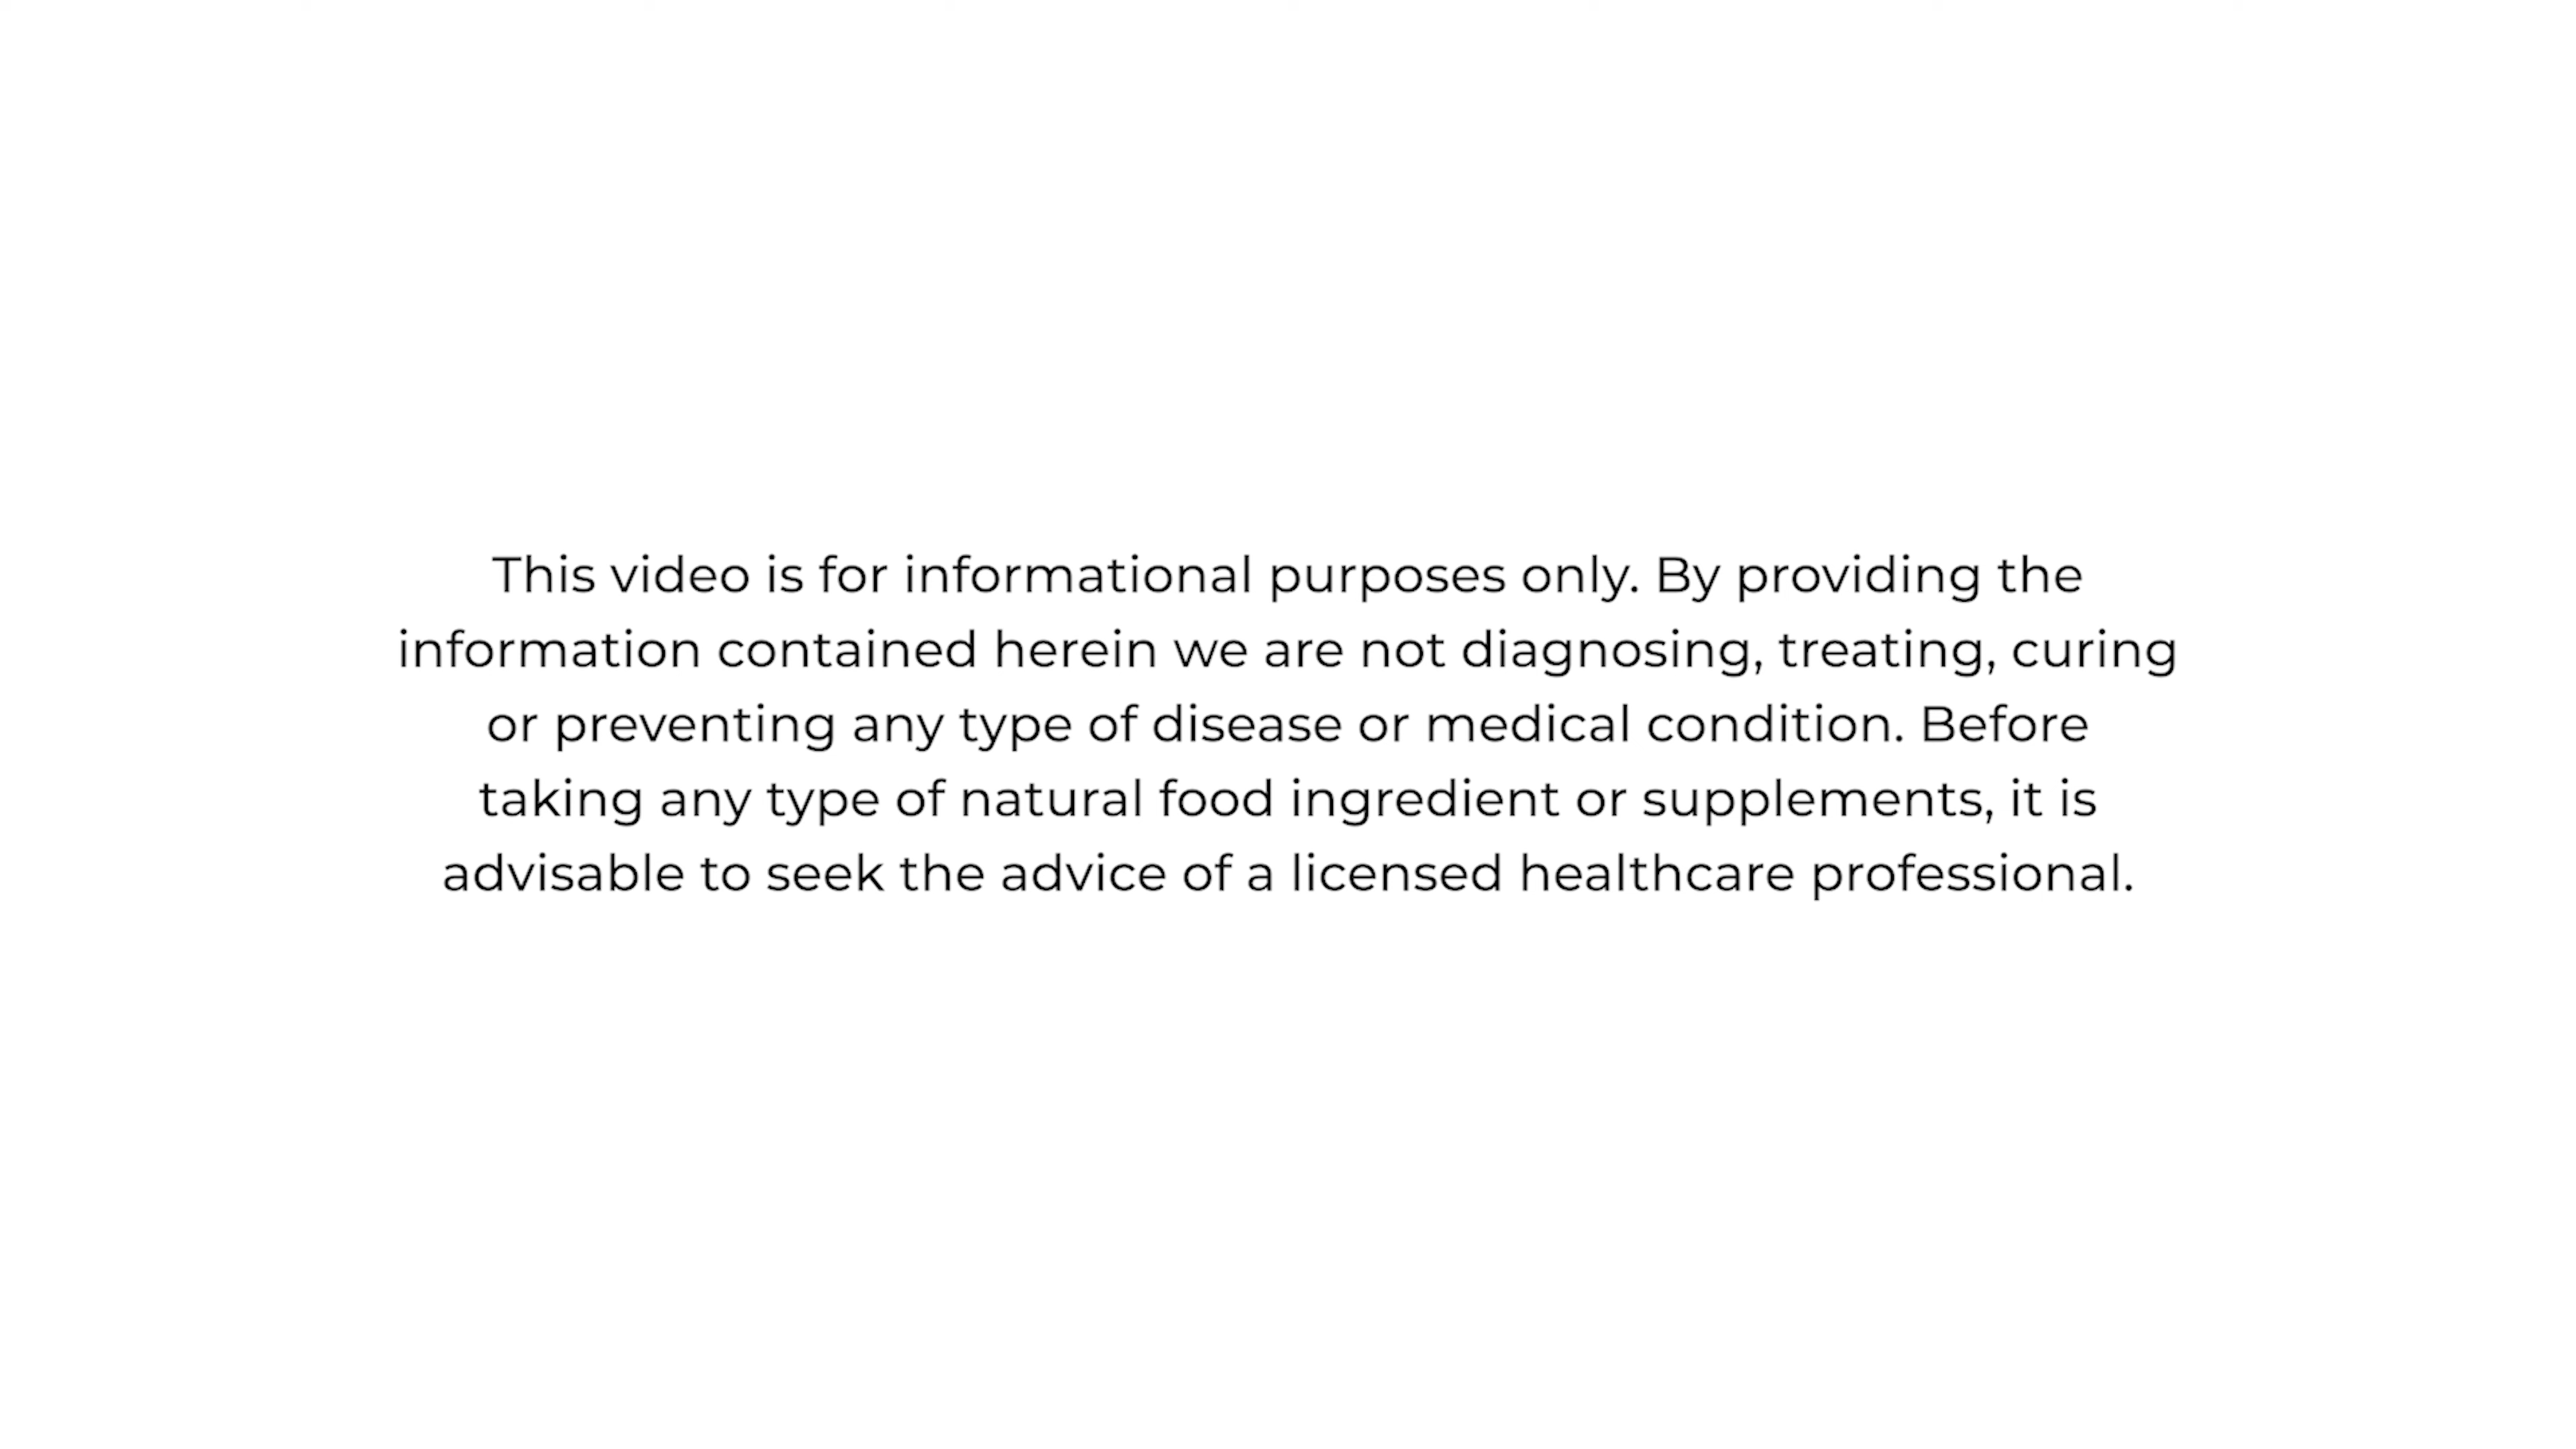 This video is for informational purposes only. By providing the
information contained herein we are not diagnosing, treating, curing
or preventing any type of disease or medical condition. Before
taking any type of natural food ingredient or supplements, it is
advisable to seek the advice of a licensed healthcare professional.